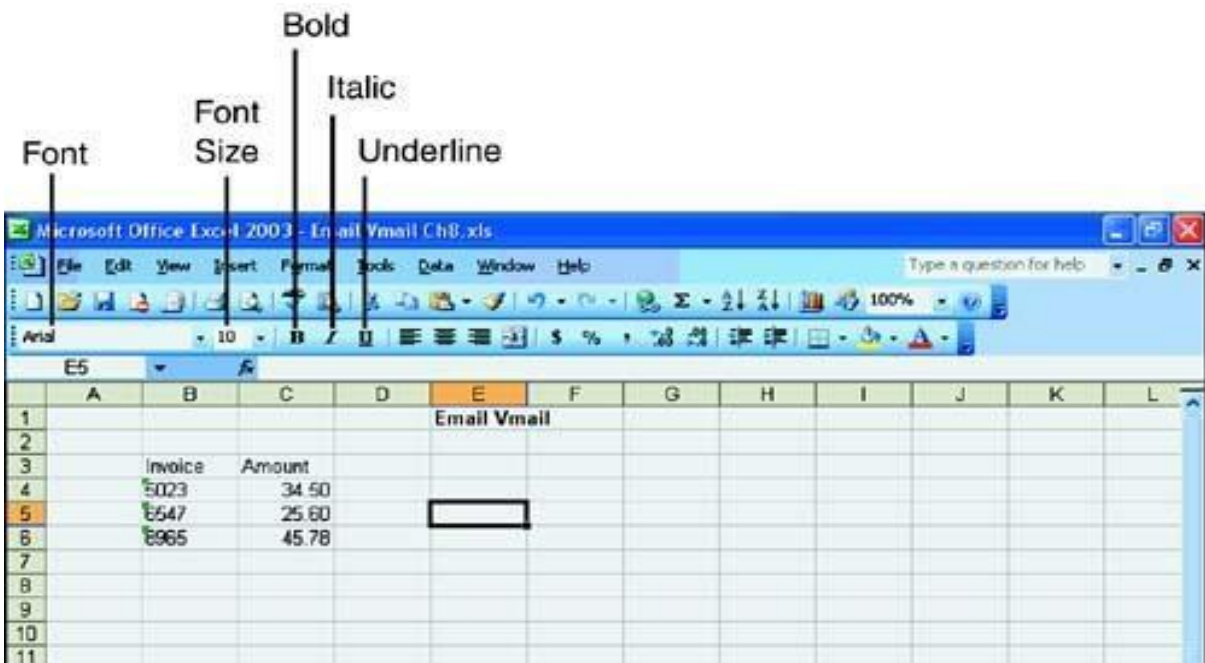 Bold
Italic
Font Size
Font
Underline
Microsoft Office Excel 2003 - Email Vmail Ch8.xls
File Edit View Insert Format Tools Data Window Help Type a question for help
100%
Arial 10 B I U $ % ,
E5 fx
A B C D E F G H I J K L
1 Email Vmail
2
3 Invoice Amount
4 5023 34.50
5 6547 25.60
6 8965 45.78
7
8
9
10
11